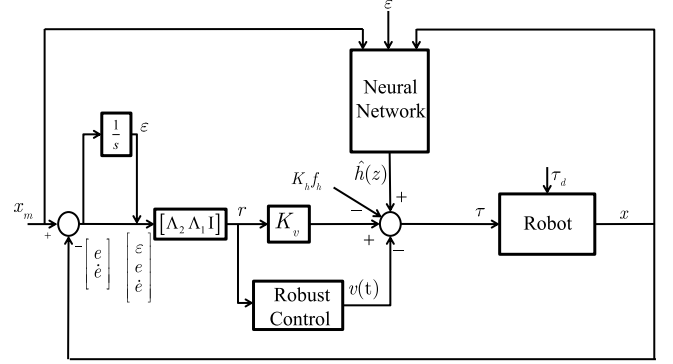 ε
Neural
Network
1
s
ε
ĥ(z)
K_h f_h
τ_d
x_m
+
−
[Λ₂ Λ₁ I]
r
K_v
−
+
+
−
τ
Robot
x
[e ė]
[ε e ė]
Robust
Control
v(t)